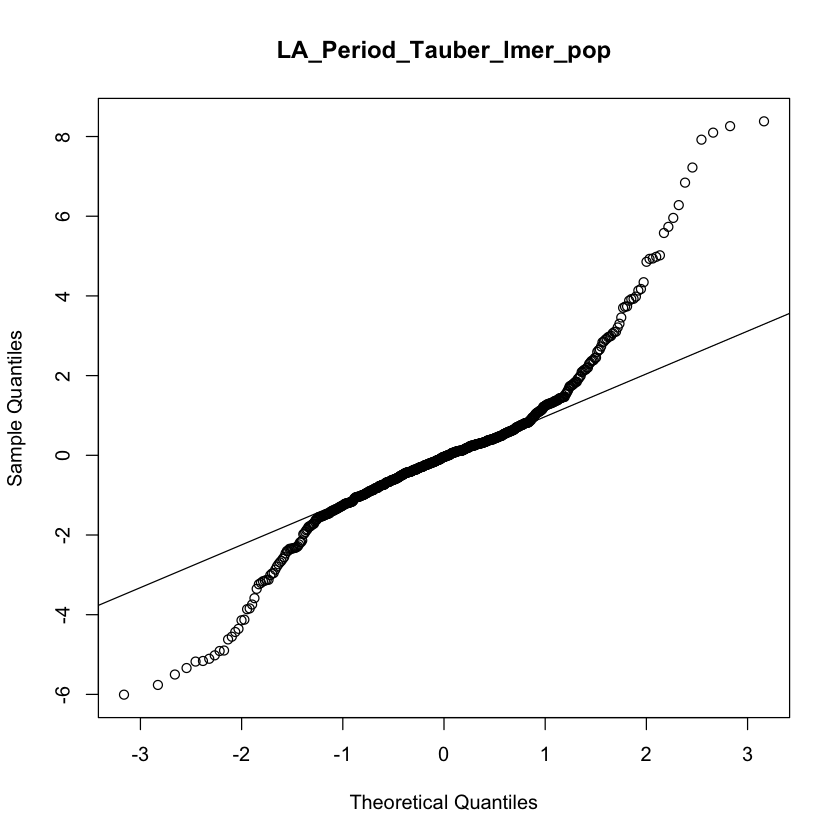 LA_Period_Tauber_lmer_pop
8
6
4
2
0
-2
-4
-6
Sample Quantiles
-3 -2 -1 0 1 2 3
Theoretical Quantiles